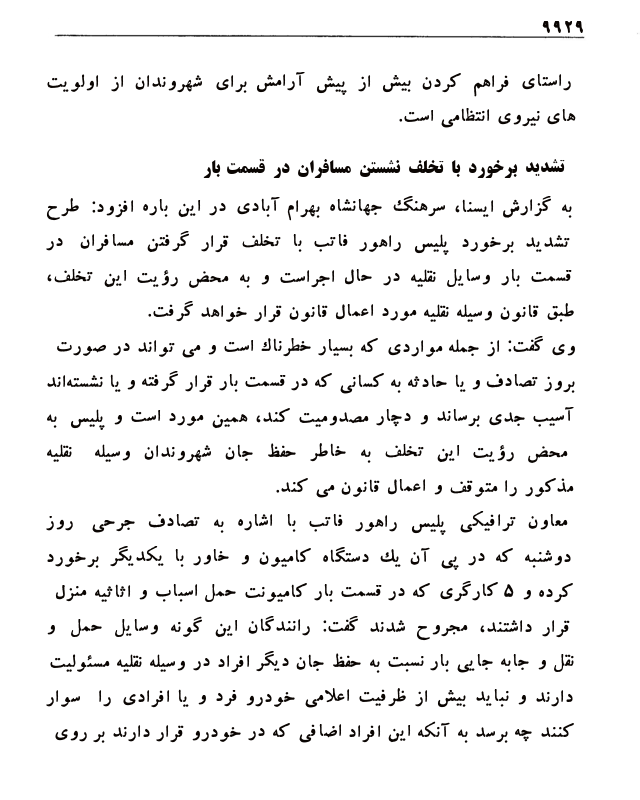 ۹۹۲۹
راستای فراهم کردن بیش از پیش آرامش برای شهروندان از اولویت
های نیروی انتظامی است.
تشدید برخورد با تخلف نشستن مسافران در قسمت بار
به گزارش ایسنا، سرهنگ جهانشاه بهرام آبادی در این باره افزود: طرح
تشدید برخورد پلیس راهور فاتب با تخلف قرار گرفتن مسافران در
قسمت بار وسایل نقلیه در حال اجراست و به محض رؤیت این تخلف،
طبق قانون وسیله نقلیه مورد اعمال قانون قرار خواهد گرفت.
وی گفت: از جمله مواردی که بسیار خطرناك است و می تواند در صورت
بروز تصادف و یا حادثه به کسانی که در قسمت بار قرار گرفته و یا نشسته‌اند
آسیب جدی برساند و دچار مصدومیت کند، همین مورد است و پلیس به
محض رؤیت این تخلف به خاطر حفظ جان شهروندان وسیله نقلیه
مذکور را متوقف و اعمال قانون می کند.
معاون ترافیکی پلیس راهور فاتب با اشاره به تصادف جرحی روز
دوشنبه که در پی آن یك دستگاه کامیون و خاور با یکدیگر برخورد
کرده و ۵ کارگری که در قسمت بار کامیونت حمل اسباب و اثاثیه منزل
قرار داشتند، مجروح شدند گفت: رانندگان این گونه وسایل حمل و
نقل و جابه جایی بار نسبت به حفظ جان دیگر افراد در وسیله نقلیه مسئولیت
دارند و نباید بیش از ظرفیت اعلامی خودرو فرد و یا افرادی را سوار
کنند چه برسد به آنکه این افراد اضافی که در خودرو قرار دارند بر روی